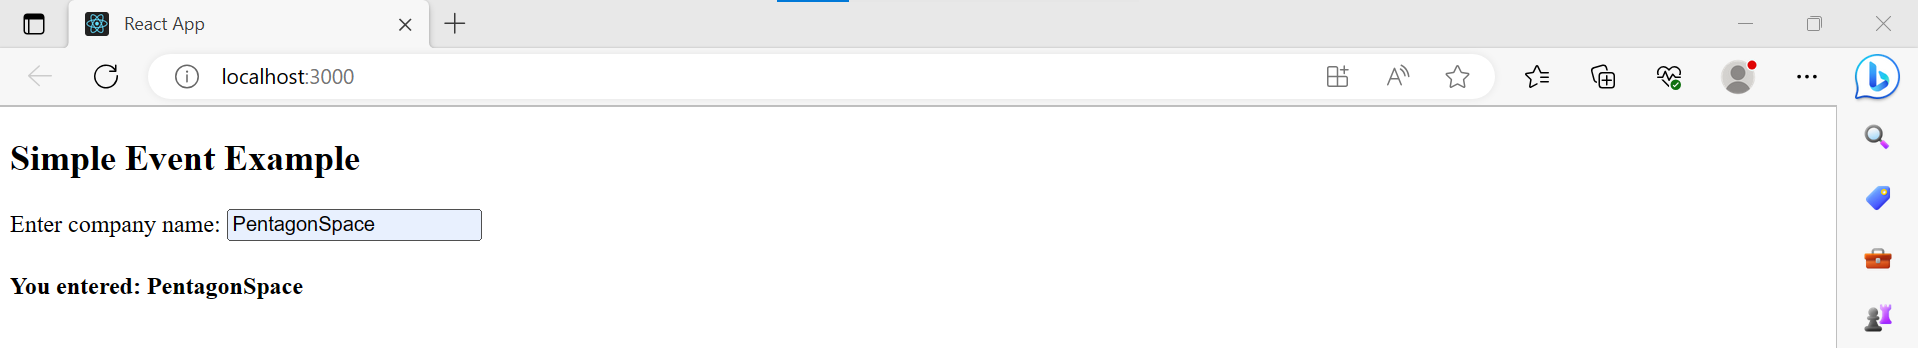 React App
localhost:3000
Simple Event Example
Enter company name: PentagonSpace
You entered: PentagonSpace